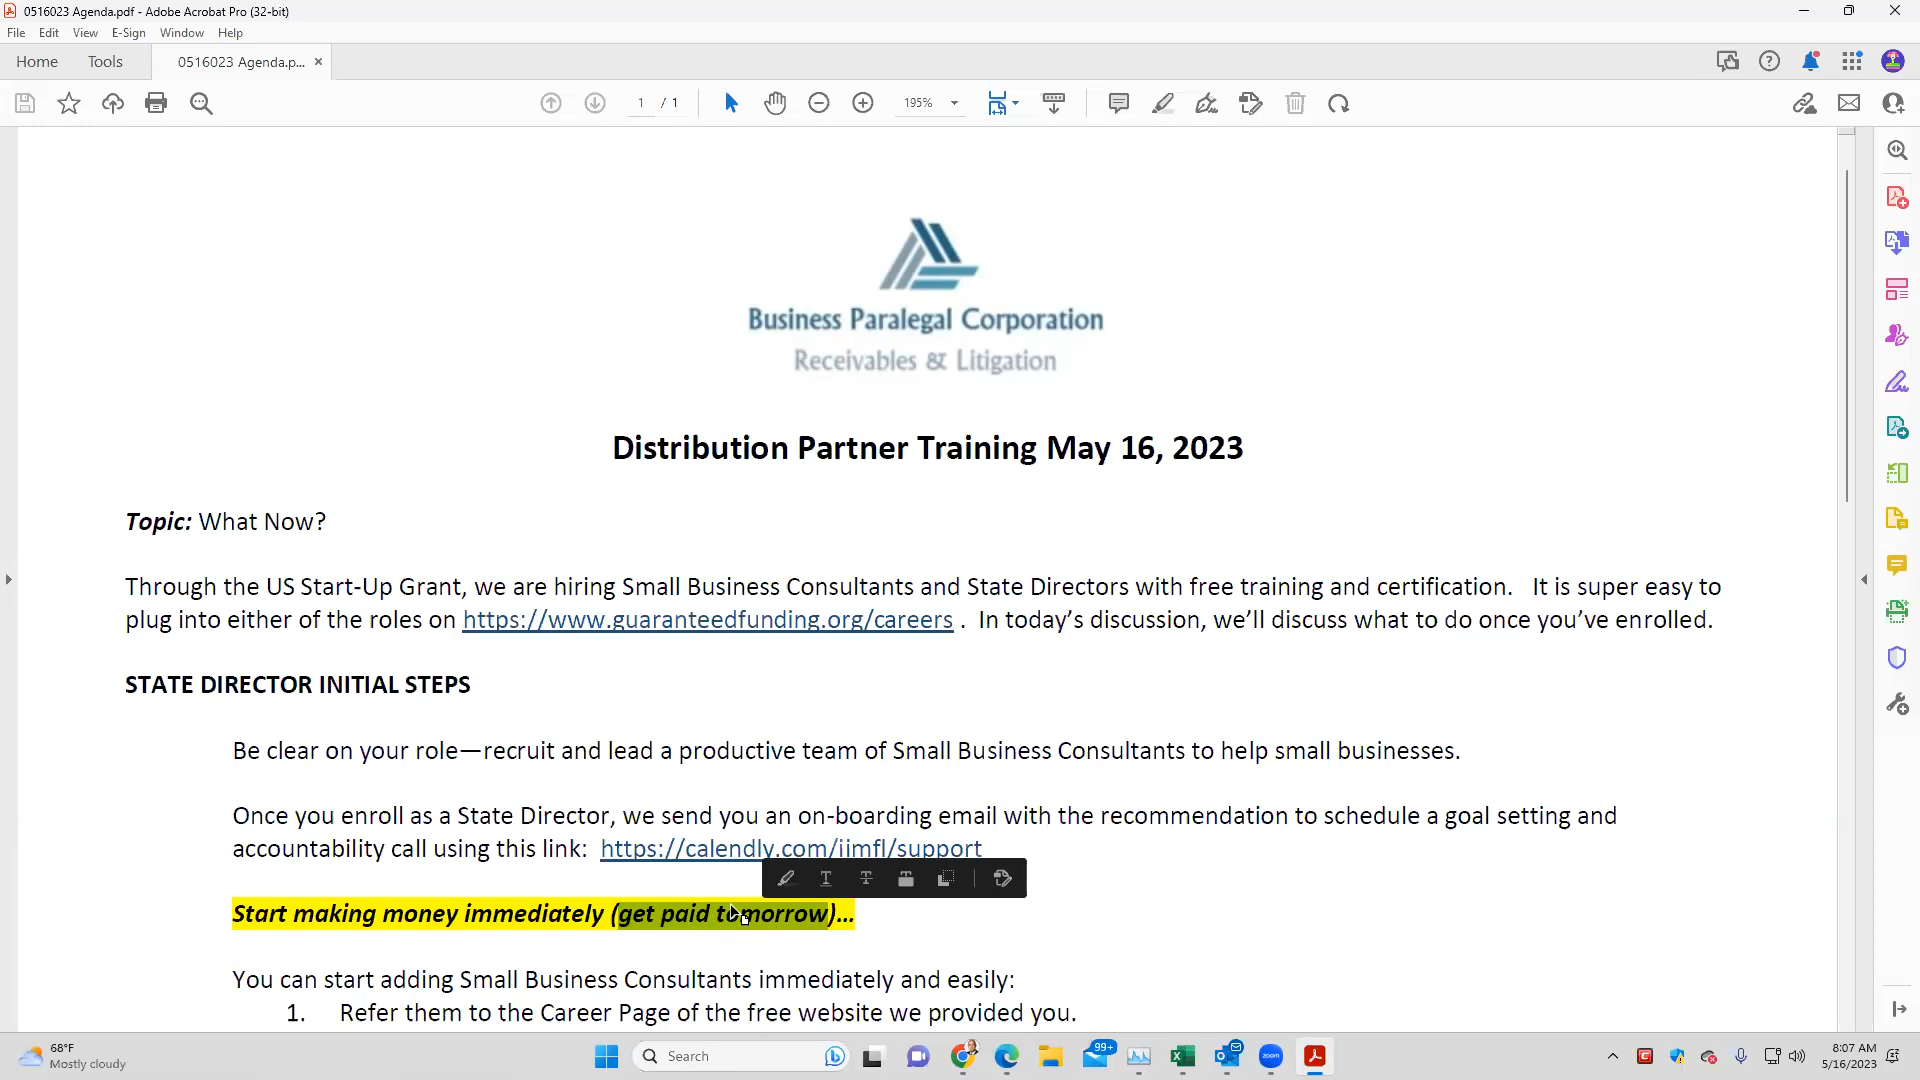 0516023 Agenda.pdf - Adobe Acrobat Pro (32-bit)
File Edit View E-Sign Window Help
Home Tools 0516023 Agenda.p... ×
1 / 1 195%
Business Paralegal Corporation
Receivables & Litigation
Distribution Partner Training May 16, 2023
Topic: What Now?
Through the US Start-Up Grant, we are hiring Small Business Consultants and State Directors with free training and certification. It is super easy to
plug into either of the roles on https://www.guaranteedfunding.org/careers . In today’s discussion, we’ll discuss what to do once you’ve enrolled.
STATE DIRECTOR INITIAL STEPS
Be clear on your role—recruit and lead a productive team of Small Business Consultants to help small businesses.
Once you enroll as a State Director, we send you an on-boarding email with the recommendation to schedule a goal setting and
accountability call using this link: https://calendly.com/iimfl/support
Start making money immediately (get paid tomorrow)...
You can start adding Small Business Consultants immediately and easily:
1. Refer them to the Career Page of the free website we provided you.
68°F
Mostly cloudy
Search
99+
zoom
8:07 AM
5/16/2023